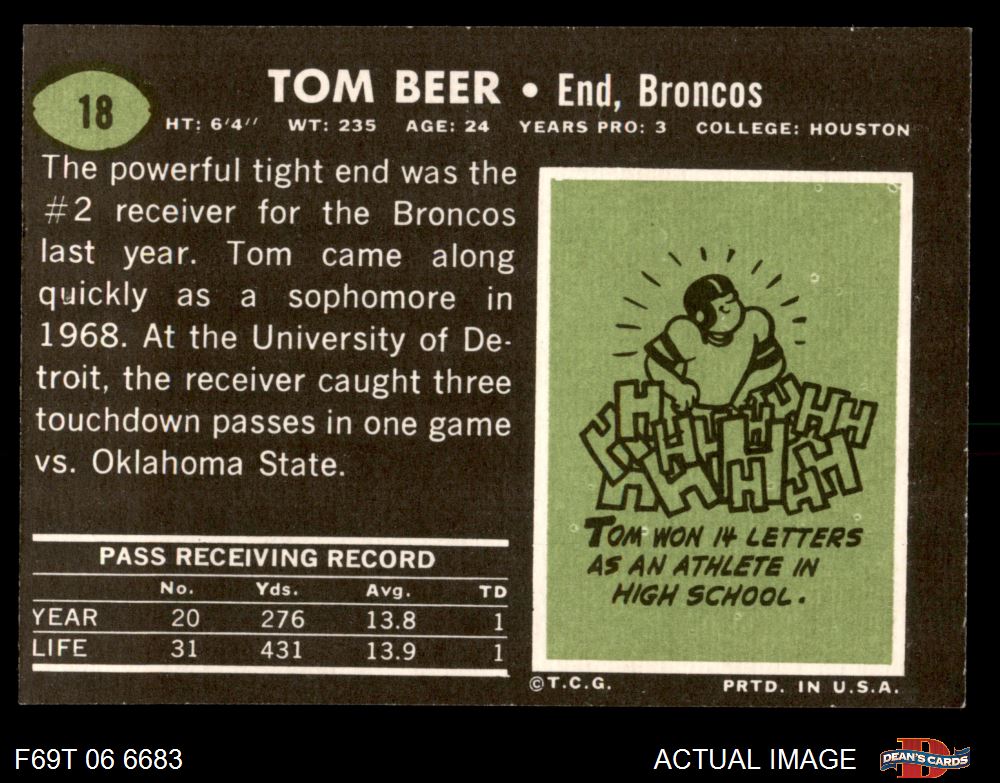 18
TOM BEER • End, Broncos
HT: 6'4" WT: 235 AGE: 24 YEARS PRO: 3 COLLEGE: HOUSTON
The powerful tight end was the
#2 receiver for the Broncos
last year. Tom came along
quickly as a sophomore in
1968. At the University of De-
troit, the receiver caught three
touchdown passes in one game
vs. Oklahoma State.
PASS RECEIVING RECORD
No. Yds. Avg. TD
YEAR 20 276 13.8 1
LIFE 31 431 13.9 1
H H H H H H H H H H H H H H
TOM WON 14 LETTERS
AS AN ATHLETE IN
HIGH SCHOOL.
©T.C.G. PRTD. IN U.S.A.
F69T 06 6683 ACTUAL IMAGE
D
DEAN'S CARDS